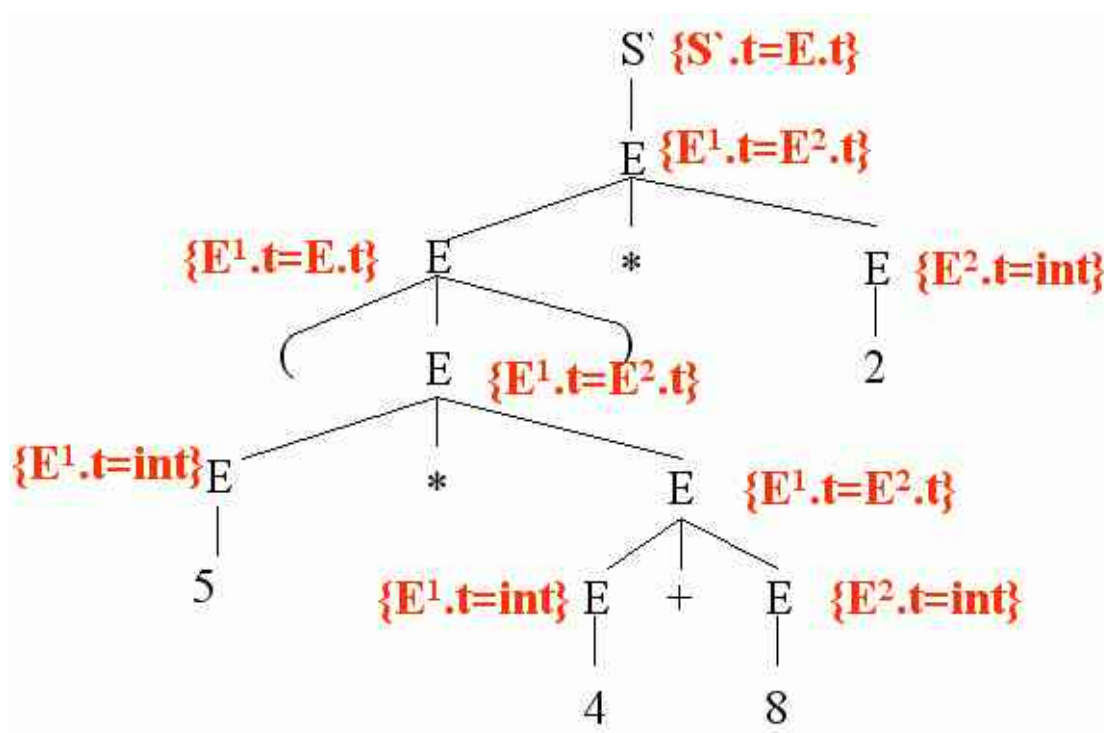 S` {S`.t=E.t}
E {E¹.t=E².t}
{E¹.t=E.t} E * E {E².t=int}
( ) 2
E {E¹.t=E².t}
{E¹.t=int} E * E {E¹.t=E².t}
5 {E¹.t=int} E + E {E².t=int}
4 8